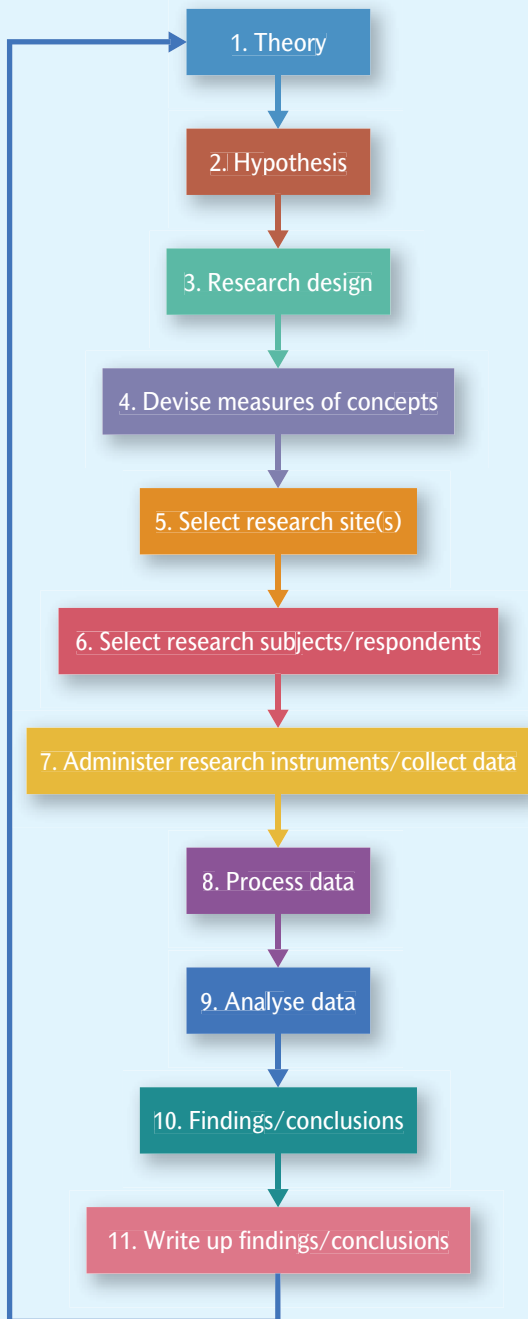 1. Theory
2. Hypothesis
3. Research design
4. Devise measures of concepts
5. Select research site(s)
6. Select research subjects/respondents
7. Administer research instruments/collect data
8. Process data
9. Analyse data
10. Findings/conclusions
11. Write up findings/conclusions